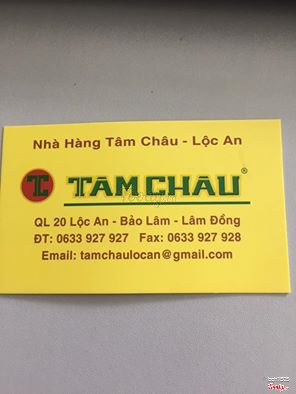 Nhà Hàng Tâm Châu - Lộc An
T TÂM CHÂU ®
QL 20 Lộc An - Bảo Lâm - Lâm Đồng
ĐT: 0633 927 927 Fax: 0633 927 928
Email: tamchaulocan@gmail.com